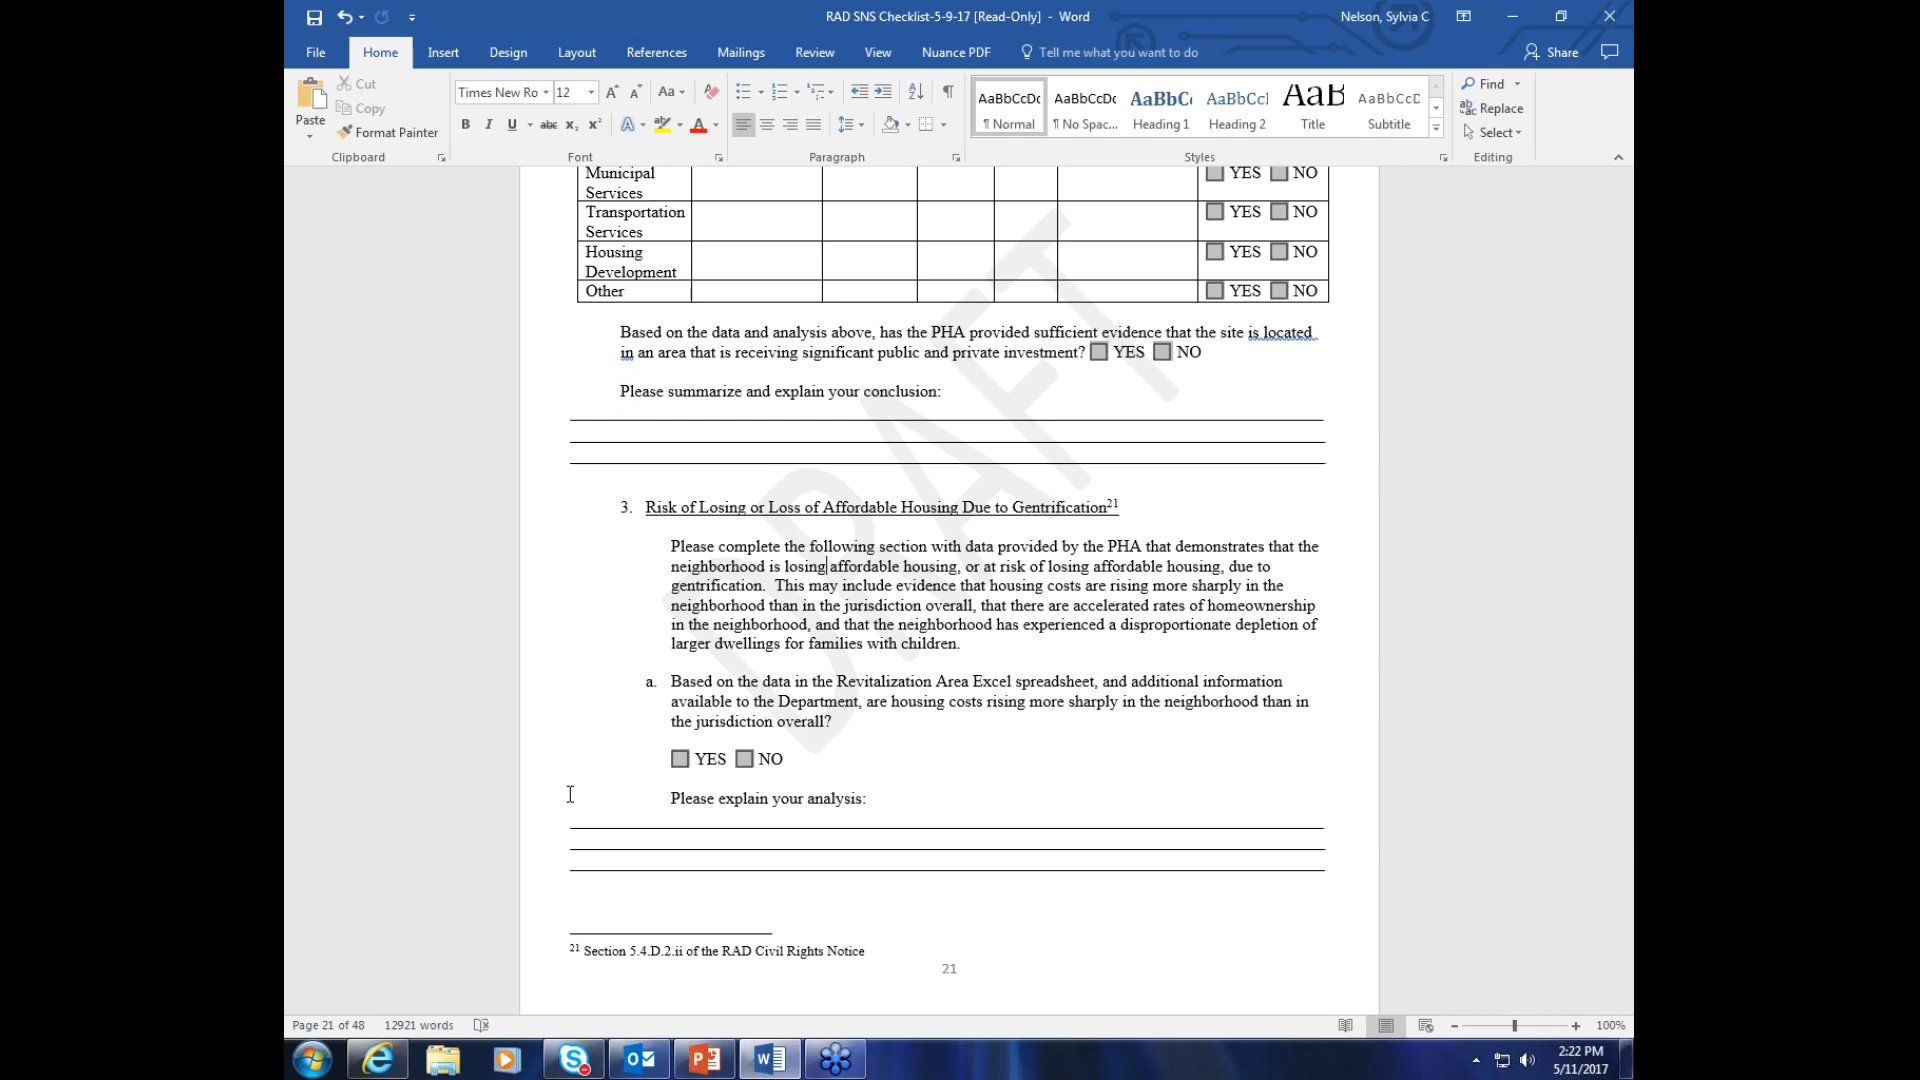 RAD SNS Checklist-5-9-17 [Read-Only] - Word
Nelson, Sylvia C
File Home Insert Design Layout References Mailings Review View Nuance PDF Tell me what you want to do Share
Paste
Cut
Copy
Format Painter
Clipboard
Times New Ro 12
Font
Paragraph
AaBbCcDc AaBbCcDc AaBbC AaBbCcl AaB AaBbCcD
¶ Normal ¶ No Spac... Heading 1 Heading 2 Title Subtitle
Styles
Find
Replace
Select
Editing
Municipal Services YES NO
Transportation Services YES NO
Housing Development YES NO
Other YES NO
DRAFT
Based on the data and analysis above, has the PHA provided sufficient evidence that the site is located
in an area that is receiving significant public and private investment? YES NO
Please summarize and explain your conclusion:
3. Risk of Losing or Loss of Affordable Housing Due to Gentrification21
Please complete the following section with data provided by the PHA that demonstrates that the
neighborhood is losing affordable housing, or at risk of losing affordable housing, due to
gentrification. This may include evidence that housing costs are rising more sharply in the
neighborhood than in the jurisdiction overall, that there are accelerated rates of homeownership
in the neighborhood, and that the neighborhood has experienced a disproportionate depletion of
larger dwellings for families with children.
a. Based on the data in the Revitalization Area Excel spreadsheet, and additional information
available to the Department, are housing costs rising more sharply in the neighborhood than in
the jurisdiction overall?
YES NO
Please explain your analysis:
21 Section 5.4.D.2.ii of the RAD Civil Rights Notice
21
Page 21 of 48 12921 words
100%
2:22 PM
5/11/2017